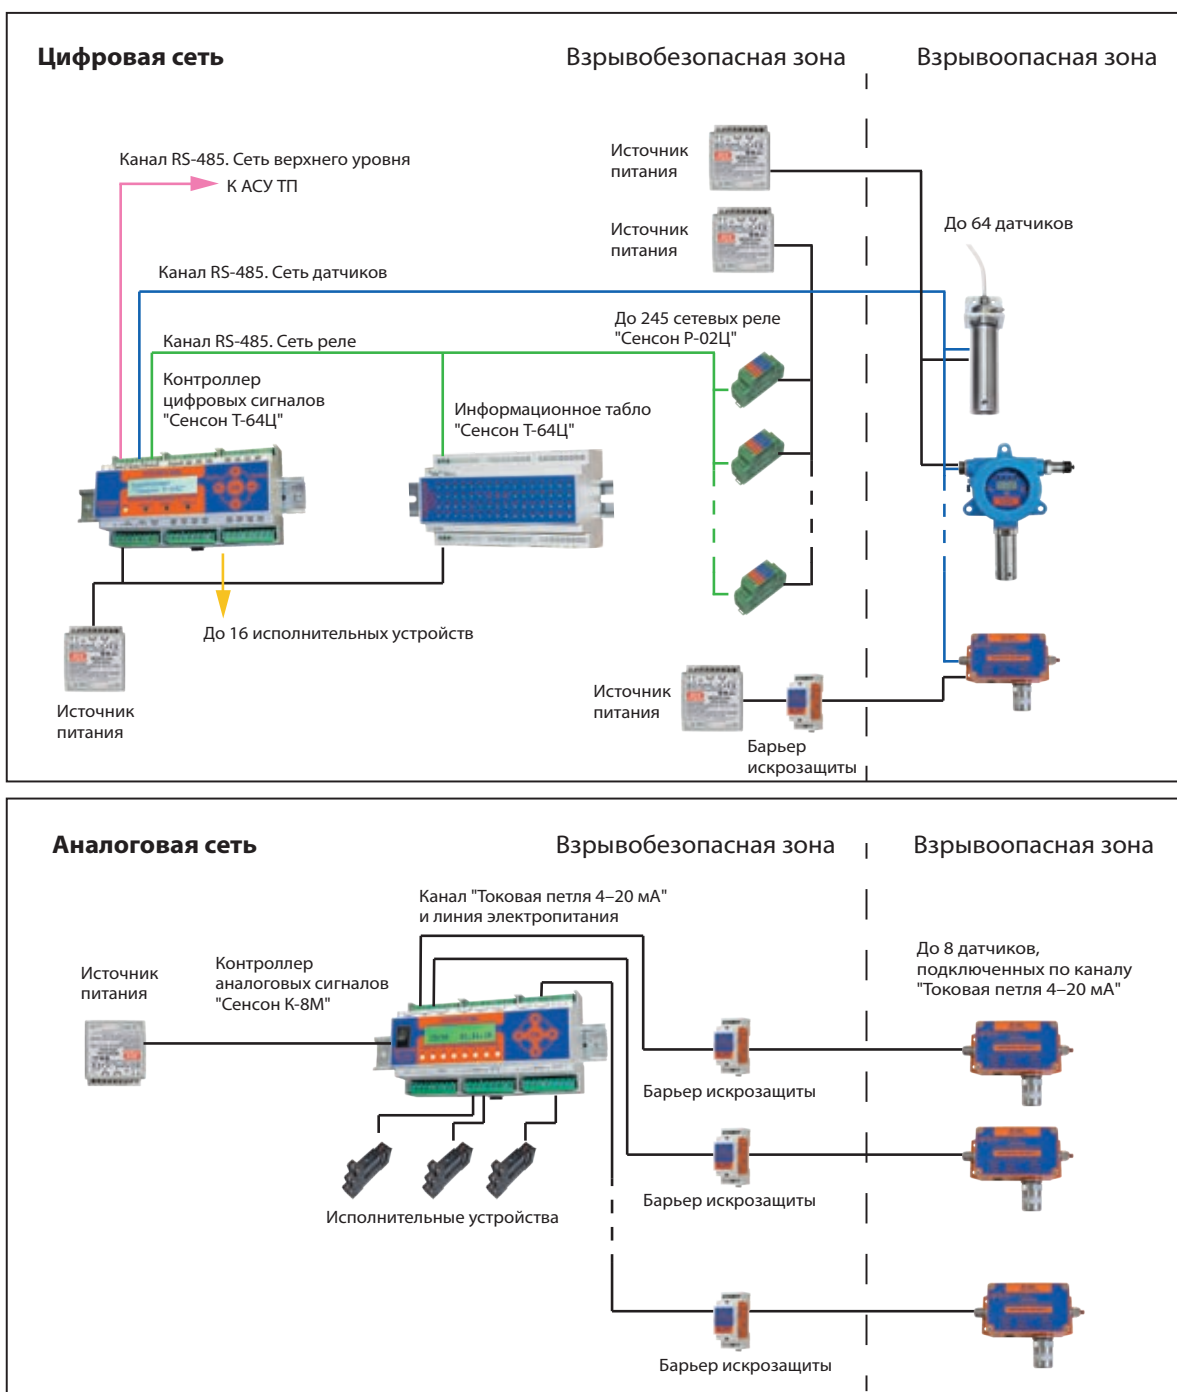 Цифровая сеть
Взрывобезопасная зона
Взрывоопасная зона
Канал RS-485. Сеть верхнего уровня
К АСУ ТП
Источник
питания
Источник
питания
До 64 датчиков
Канал RS-485. Сеть датчиков
До 245 сетевых реле
"Сенсон Р-02Ц"
Канал RS-485. Сеть реле
Контроллер
цифровых сигналов
"Сенсон Т-64Ц"
Информационное табло
"Сенсон Т-64Ц"
До 16 исполнительных устройств
Источник
питания
Источник
питания
Барьер
искрозащиты
Аналоговая сеть
Взрывобезопасная зона
Взрывоопасная зона
Канал "Токовая петля 4–20 мА"
и линия электропитания
Источник
питания
Контроллер
аналоговых сигналов
"Сенсон К-8М"
До 8 датчиков,
подключенных по каналу
"Токовая петля 4–20 мА"
Барьер искрозащиты
Барьер искрозащиты
Исполнительные устройства
Барьер искрозащиты